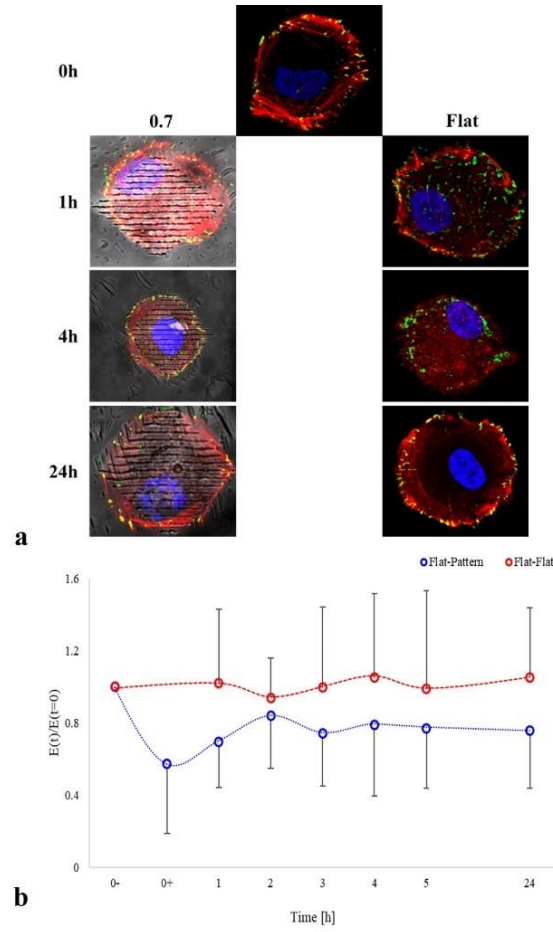 0h
0.7 Flat
1h
4h
24h
a
Flat-Pattern Flat-Flat
1.6
1.2
0.8
0.4
0
E(t)/E(t=0)
0- 0+ 1 2 3 4 5 24
Time [h]
b